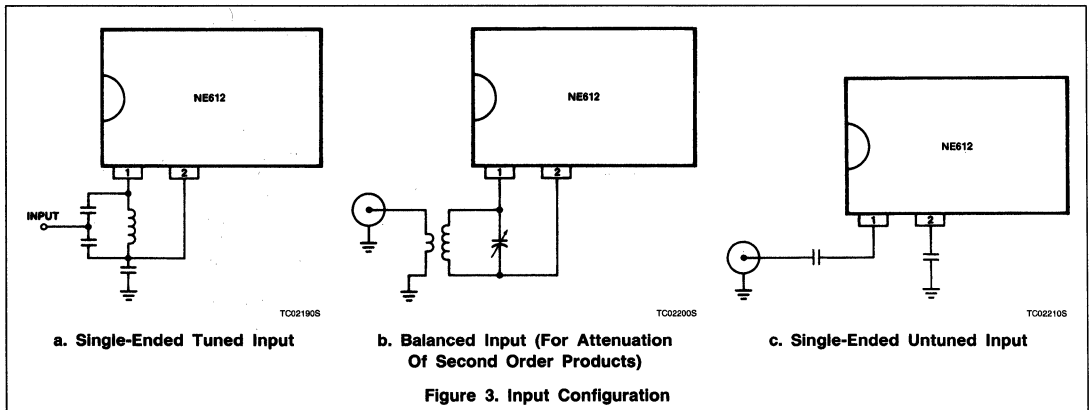 NE612
1
2
INPUT
TC02190S
a. Single-Ended Tuned Input
NE612
1
2
TC02200S
b. Balanced Input (For Attenuation
Of Second Order Products)
NE612
1
2
TC02210S
c. Single-Ended Untuned Input
Figure 3. Input Configuration